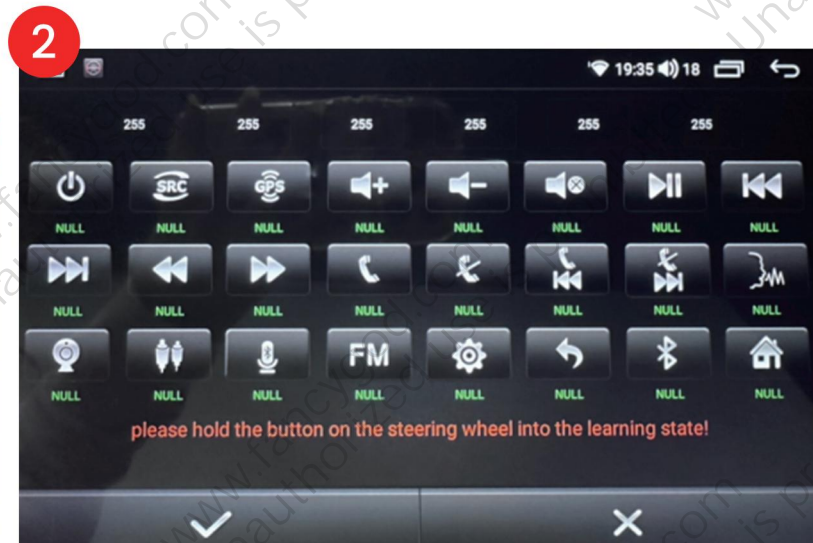 2
19:35 18
255 255 255 255 255 255
SRC GPS
NULL NULL NULL NULL NULL NULL NULL NULL
NULL NULL NULL NULL NULL NULL NULL NULL
FM
NULL NULL NULL NULL NULL NULL NULL NULL
please hold the button on the steering wheel into the learning state!